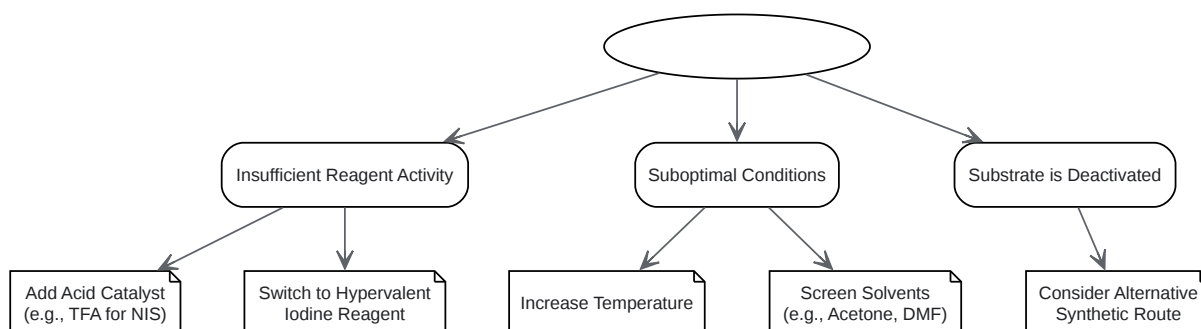 Insufficient Reagent Activity
Suboptimal Conditions
Substrate is Deactivated
Add Acid Catalyst
(e.g., TFA for NIS)
Switch to Hypervalent
Iodine Reagent
Increase Temperature
Screen Solvents
(e.g., Acetone, DMF)
Consider Alternative
Synthetic Route